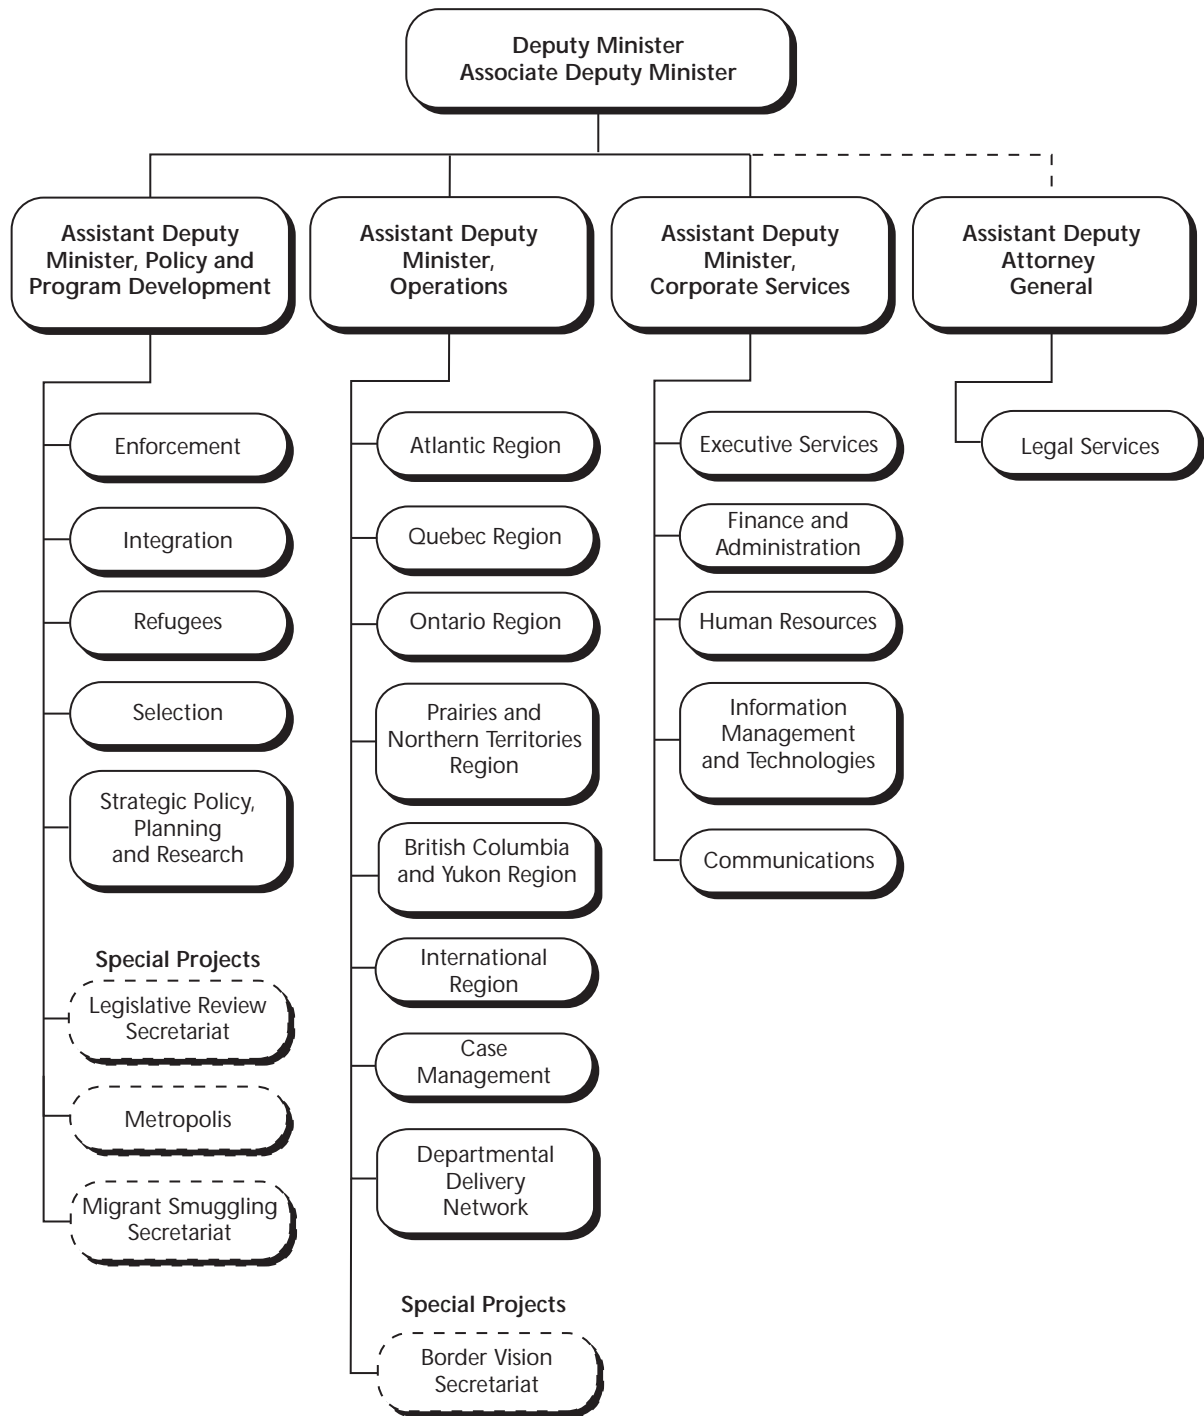 Deputy Minister
Associate Deputy Minister
Assistant Deputy
Minister, Policy and
Program Development
Assistant Deputy
Minister,
Operations
Assistant Deputy
Minister,
Corporate Services
Assistant Deputy
Attorney
General
Enforcement
Integration
Refugees
Selection
Strategic Policy,
Planning
and Research
Special Projects
Legislative Review
Secretariat
Metropolis
Migrant Smuggling
Secretariat
Atlantic Region
Quebec Region
Ontario Region
Prairies and
Northern Territories
Region
British Columbia
and Yukon Region
International
Region
Case
Management
Departmental
Delivery
Network
Special Projects
Border Vision
Secretariat
Executive Services
Finance and
Administration
Human Resources
Information
Management
and Technologies
Communications
Legal Services